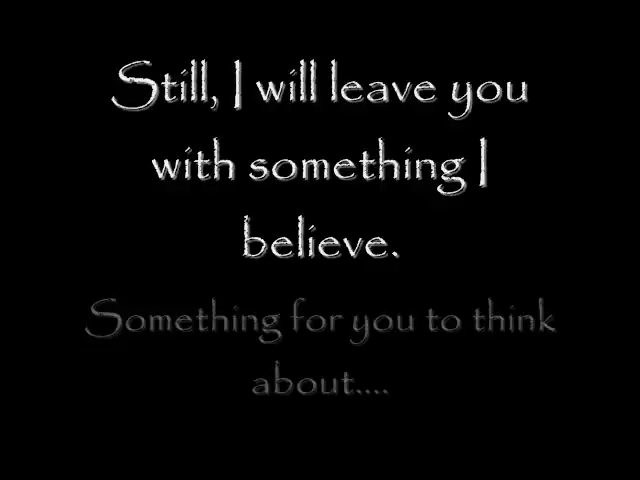 Still, I will leave you
with something I
believe.
Something for you to think
about....